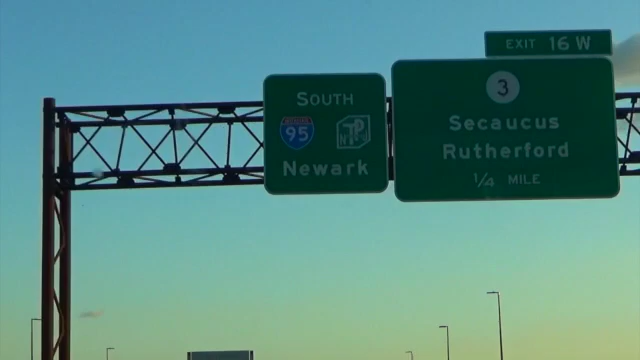 SOUTH
95
Newark
EXIT 16 W
3
Secaucus
Rutherford
1/4 MILE